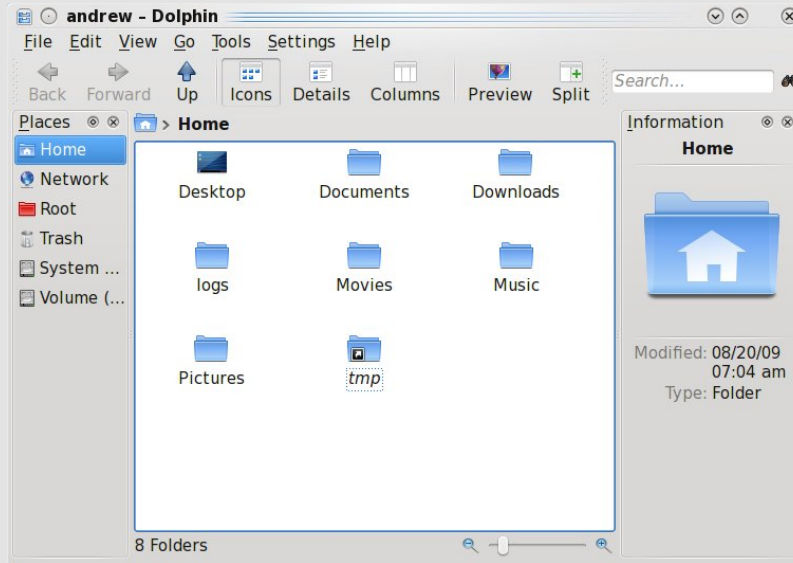 andrew – Dolphin
File Edit View Go Tools Settings Help
Back Forward Up Icons Details Columns Preview Split Search...
Places
Home
Network
Root
Trash
System ...
Volume (...
> Home
Desktop Documents Downloads
logs Movies Music
Pictures tmp
8 Folders
Information
Home
Modified: 08/20/09
07:04 am
Type: Folder